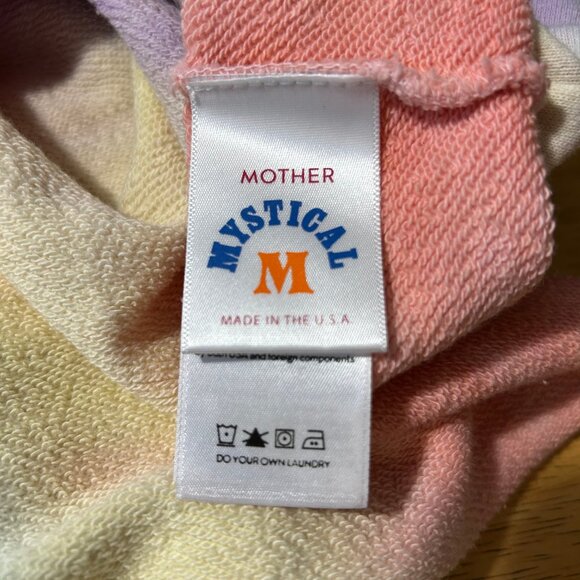 MOTHER
MYSTICAL
M
MADE IN THE U.S.A.
USA and foreign components
DO YOUR OWN LAUNDRY